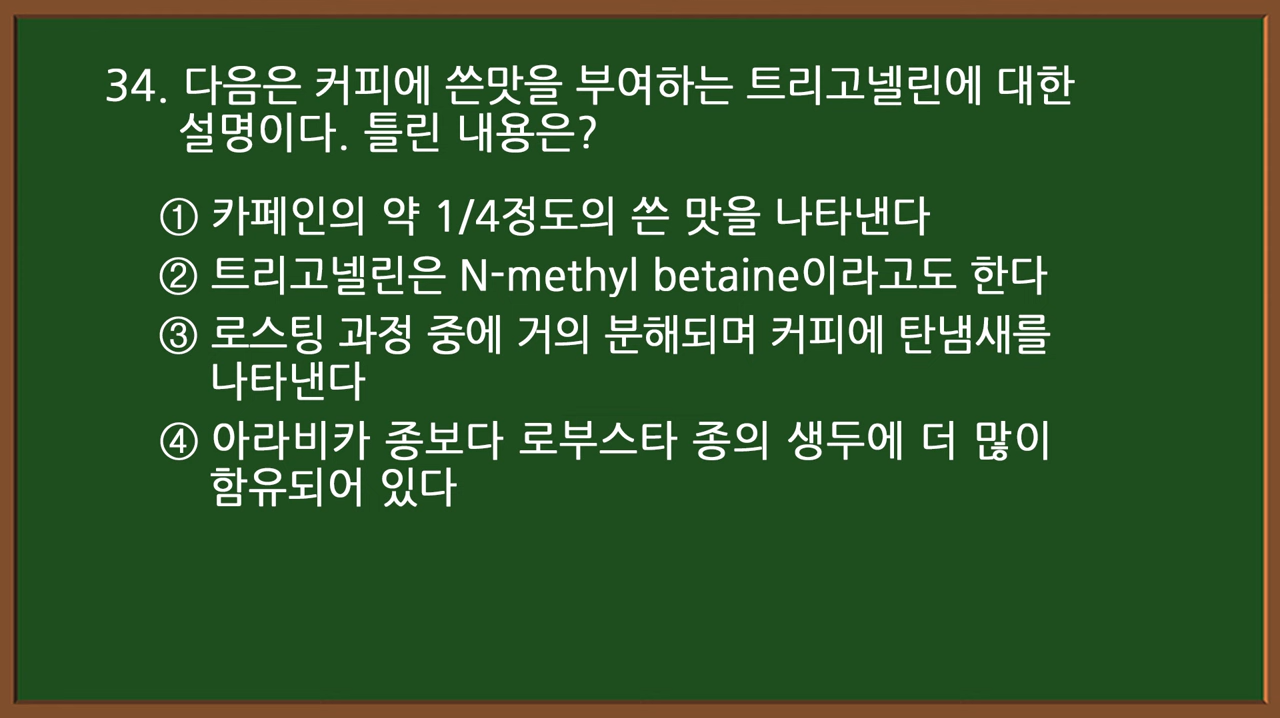 34. 다음은 커피에 쓴맛을 부여하는 트리고넬린에 대한
설명이다. 틀린 내용은?
① 카페인의 약 1/4정도의 쓴 맛을 나타낸다
② 트리고넬린은 N-methyl betaine이라고도 한다
③ 로스팅 과정 중에 거의 분해되며 커피에 탄냄새를
나타낸다
④ 아라비카 종보다 로부스타 종의 생두에 더 많이
함유되어 있다